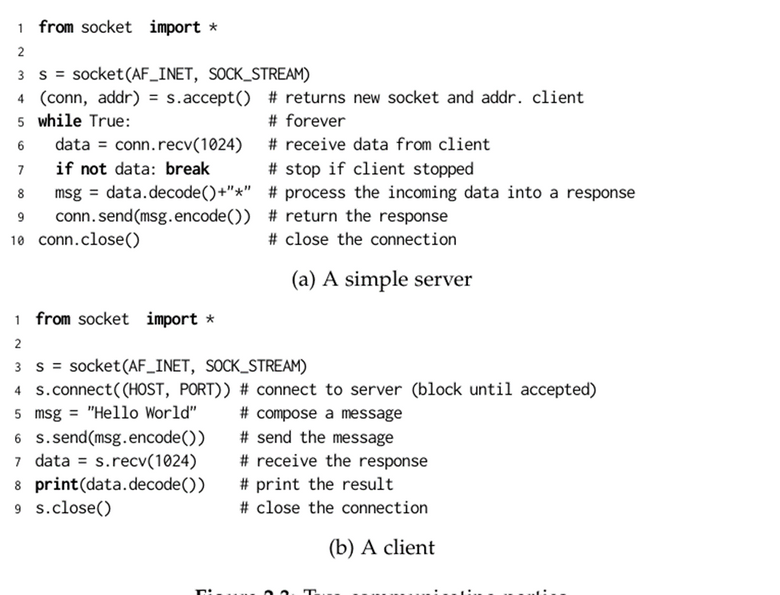 1 from socket import *
2
3 s = socket(AF_INET, SOCK_STREAM)
4 (conn, addr) = s.accept() # returns new socket and addr. client
5 while True: # forever
6 data = conn.recv(1024) # receive data from client
7 if not data: break # stop if client stopped
8 msg = data.decode()+"*" # process the incoming data into a response
9 conn.send(msg.encode()) # return the response
10 conn.close() # close the connection
(a) A simple server
1 from socket import *
2
3 s = socket(AF_INET, SOCK_STREAM)
4 s.connect((HOST, PORT)) # connect to server (block until accepted)
5 msg = "Hello World" # compose a message
6 s.send(msg.encode()) # send the message
7 data = s.recv(1024) # receive the response
8 print(data.decode()) # print the result
9 s.close() # close the connection
(b) A client
Two communicating parties